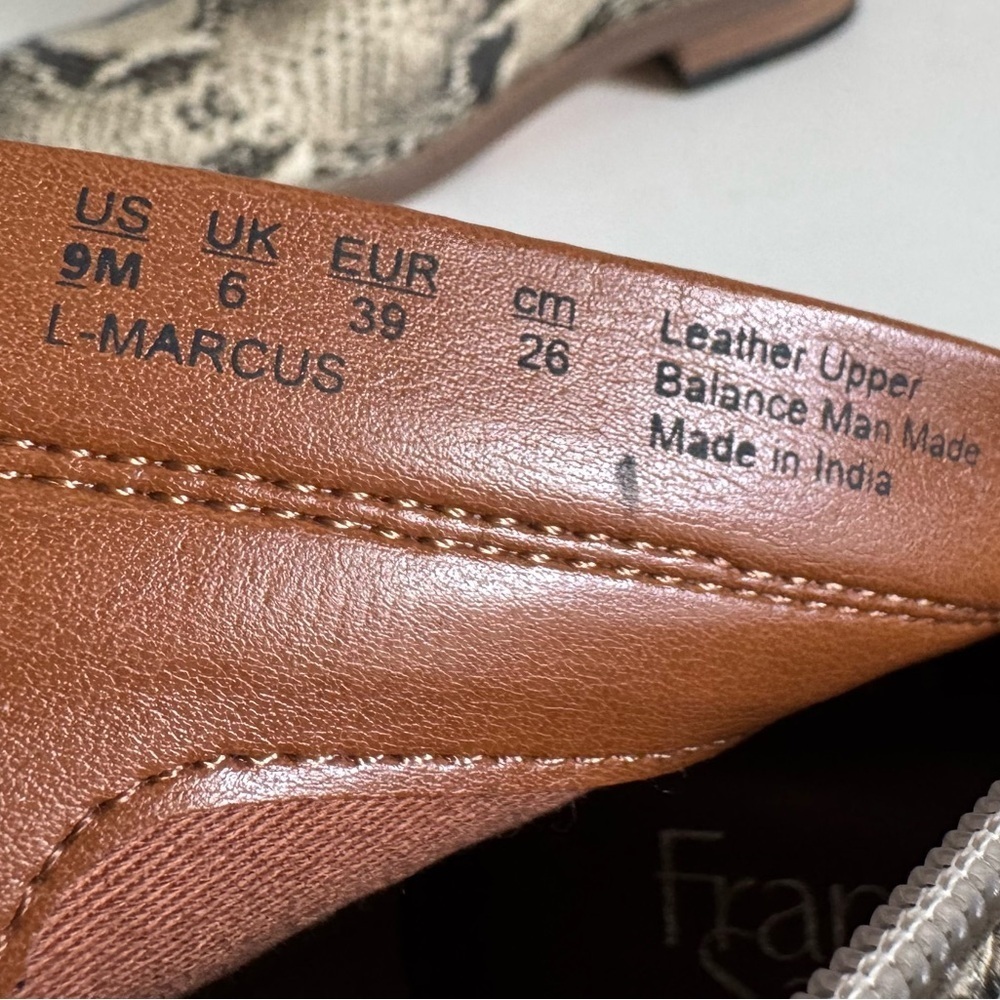 US UK EUR cm
9M 6 39 26
L-MARCUS
Leather Upper
Balance Man Made
Made in India